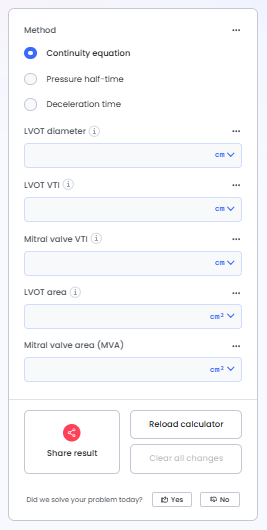 Method ...
Continuity equation
Pressure half-time
Deceleration time
LVOT diameter i ...
cm
LVOT VTI i ...
cm
Mitral valve VTI i ...
cm
LVOT area i ...
cm²
Mitral valve area (MVA) ...
cm²
Share result
Reload calculator
Clear all changes
Did we solve your problem today? Yes No